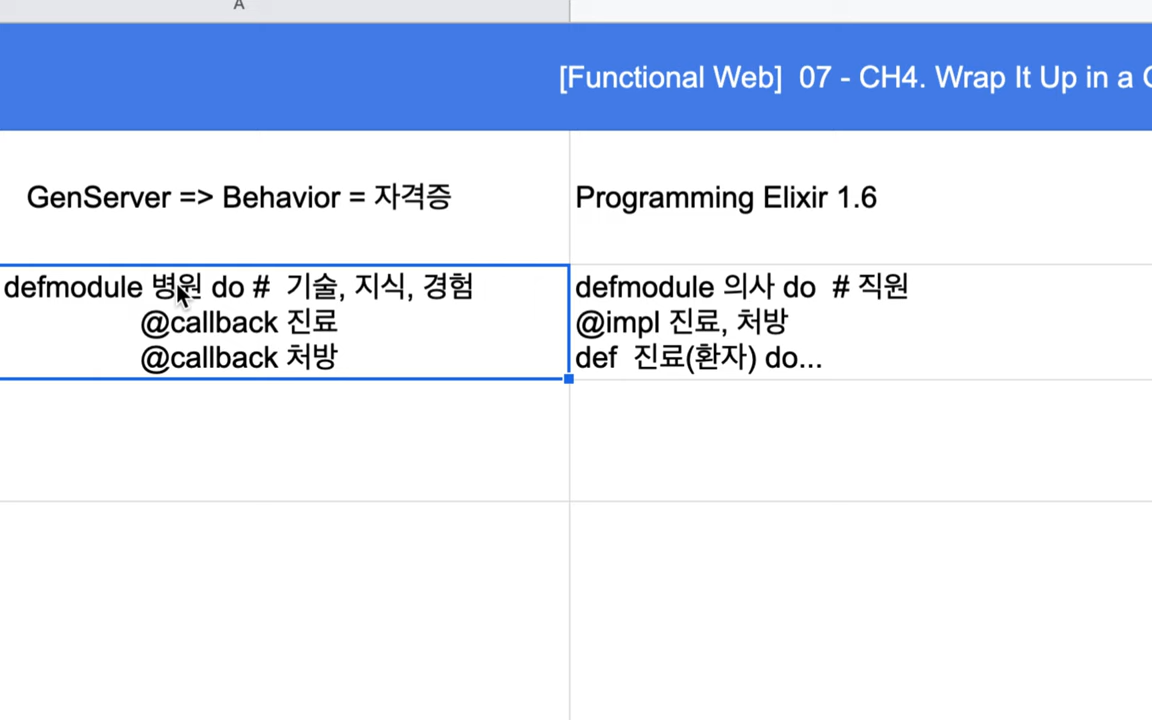 A
[Functional Web]  07 - CH4. Wrap It Up in a
GenServer => Behavior = 자격증
Programming Elixir 1.6
defmodule 병원 do #  기술, 지식, 경험
@callback 진료
@callback 처방
defmodule 의사 do  # 직원
@impl 진료, 처방
def  진료(환자) do...